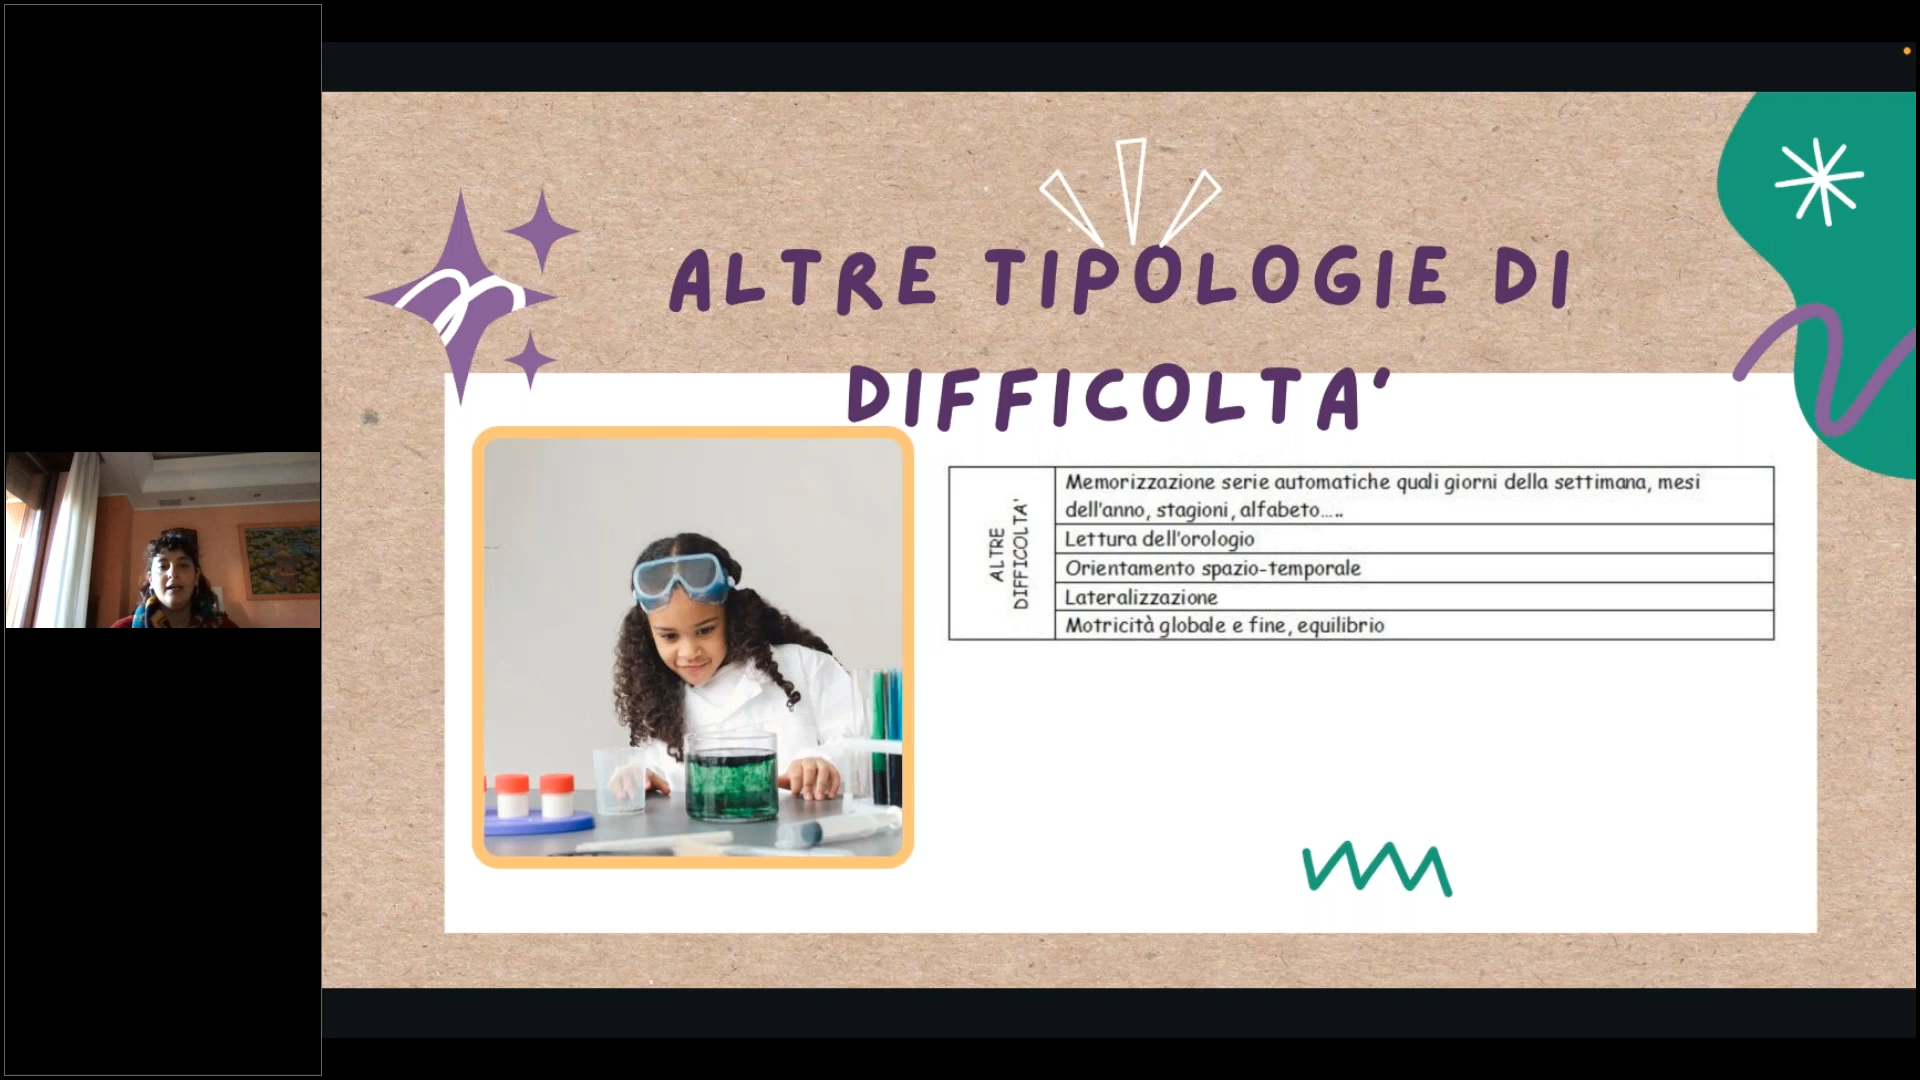 ALTRE TIPOLOGIE DI
DIFFICOLTA'
ALTRE
DIFFICOLTA'
Memorizzazione serie automatiche quali giorni della settimana, mesi
dell'anno, stagioni, alfabeto.....
Lettura dell'orologio
Orientamento spazio-temporale
Lateralizzazione
Motricità globale e fine, equilibrio